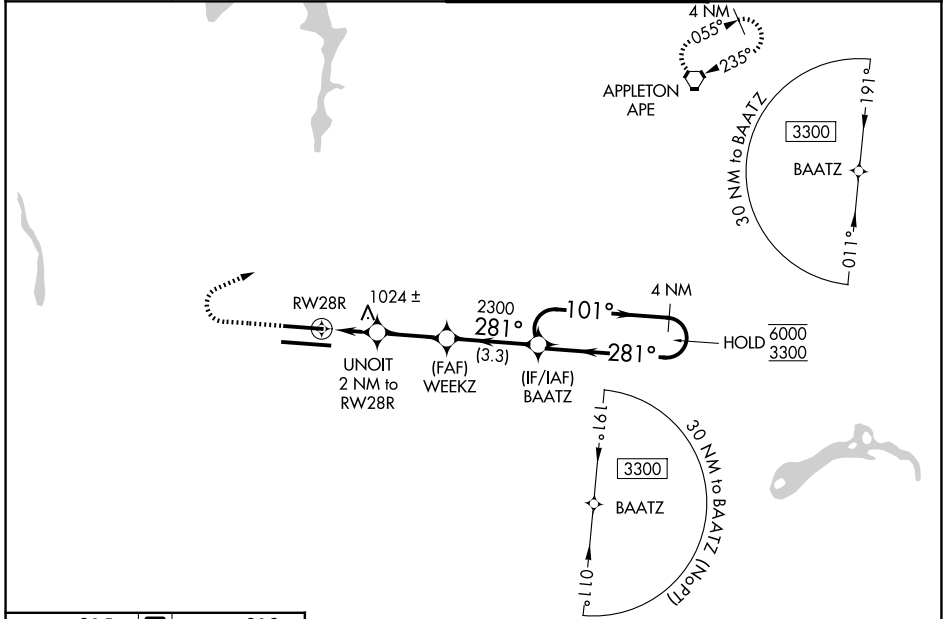 4 NM
055°
235°
APPLETON
APE
191°
30 NM to BAATZ
3300
BAATZ
011°
RW28R
1024 ±
2300
281°
(3.3)
101°
4 NM
281°
HOLD 6000
3300
UNOIT
2 NM to
RW28R
(FAF)
WEEKZ
(IF/IAF)
BAATZ
191°
30 NM to BAATZ (NoPT)
3300
BAATZ
011°